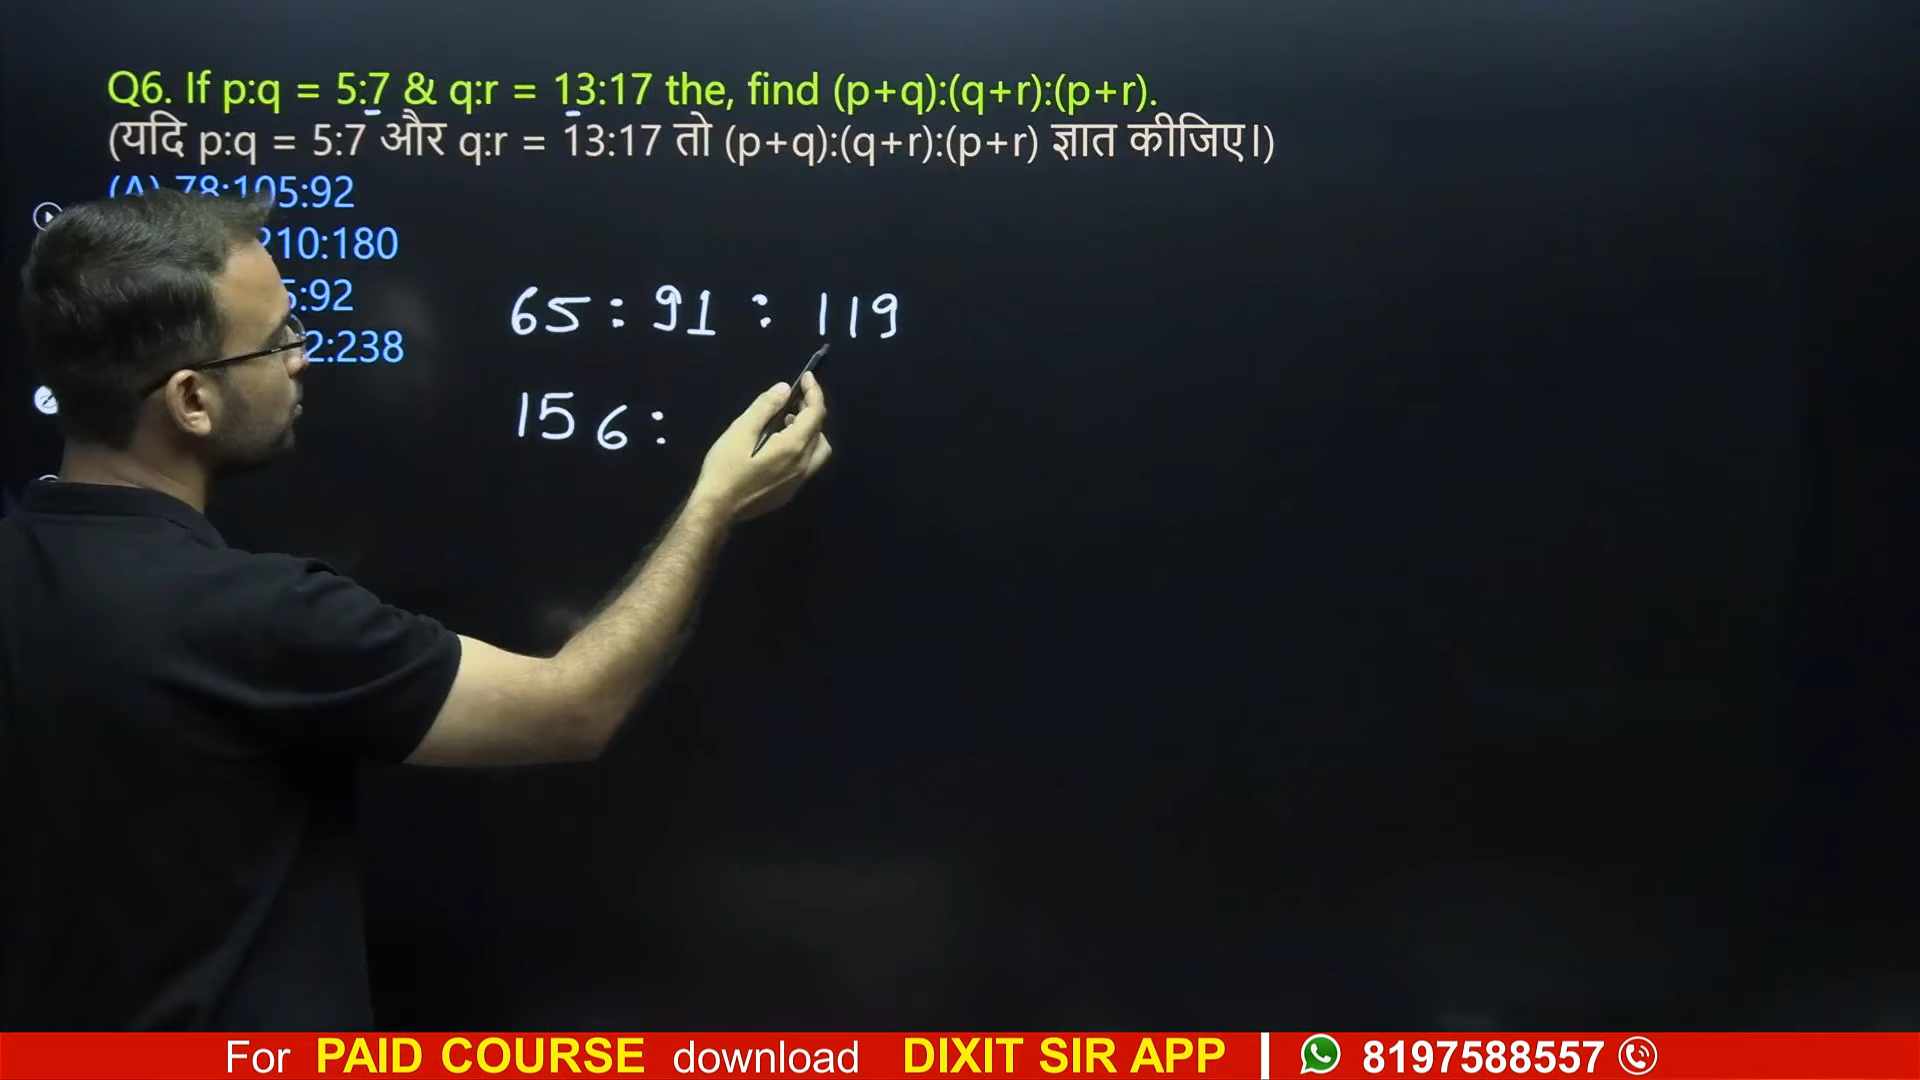 Q6. If p:q = 5:7 & q:r = 13:17 the, find (p+q):(q+r):(p+r).
(यदि p:q = 5:7 और q:r = 13:17 तो (p+q):(q+r):(p+r) ज्ञात कीजिए।)
(A) 78:105:92
210:180
5:92
2:238
65 : 91 : 119
156 :
For PAID COURSE download DIXIT SIR APP | 8197588557